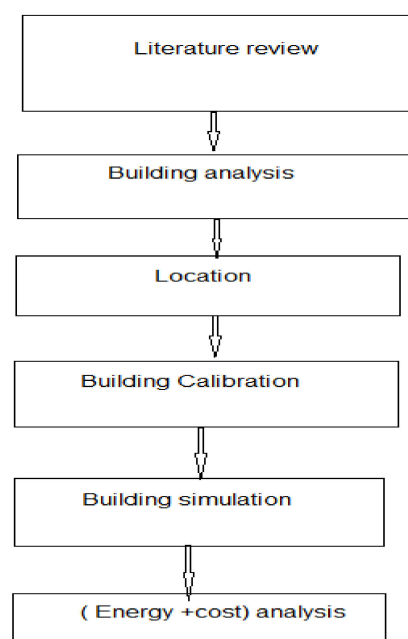 Literature review
Building analysis
Location
Building Calibration
Building simulation
( Energy +cost) analysis